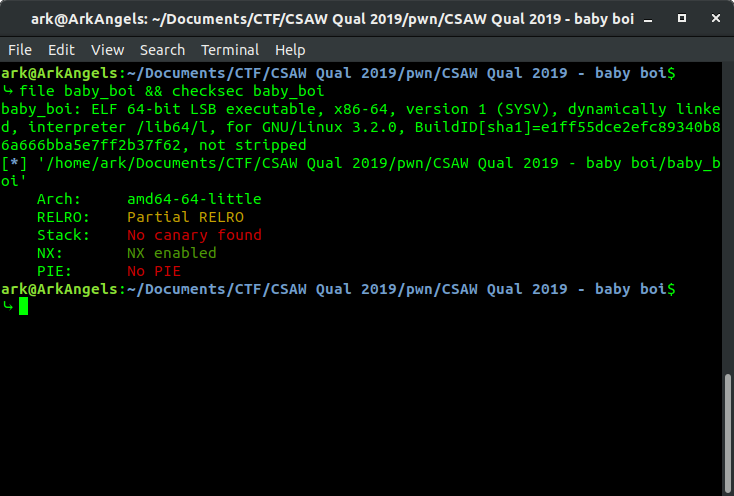 ark@ArkAngels: ~/Documents/CTF/CSAW Qual 2019/pwn/CSAW Qual 2019 - baby boi
File Edit View Search Terminal Help
ark@ArkAngels:~/Documents/CTF/CSAW Qual 2019/pwn/CSAW Qual 2019 - baby boi$
↳ file baby_boi && checksec baby_boi
baby_boi: ELF 64-bit LSB executable, x86-64, version 1 (SYSV), dynamically linke
d, interpreter /lib64/l, for GNU/Linux 3.2.0, BuildID[sha1]=e1ff55dce2efc89340b8
6a666bba5e7ff2b37f62, not stripped
[*] '/home/ark/Documents/CTF/CSAW Qual 2019/pwn/CSAW Qual 2019 - baby boi/baby_b
oi'
Arch: amd64-64-little
RELRO: Partial RELRO
Stack: No canary found
NX: NX enabled
PIE: No PIE
ark@ArkAngels:~/Documents/CTF/CSAW Qual 2019/pwn/CSAW Qual 2019 - baby boi$
↳